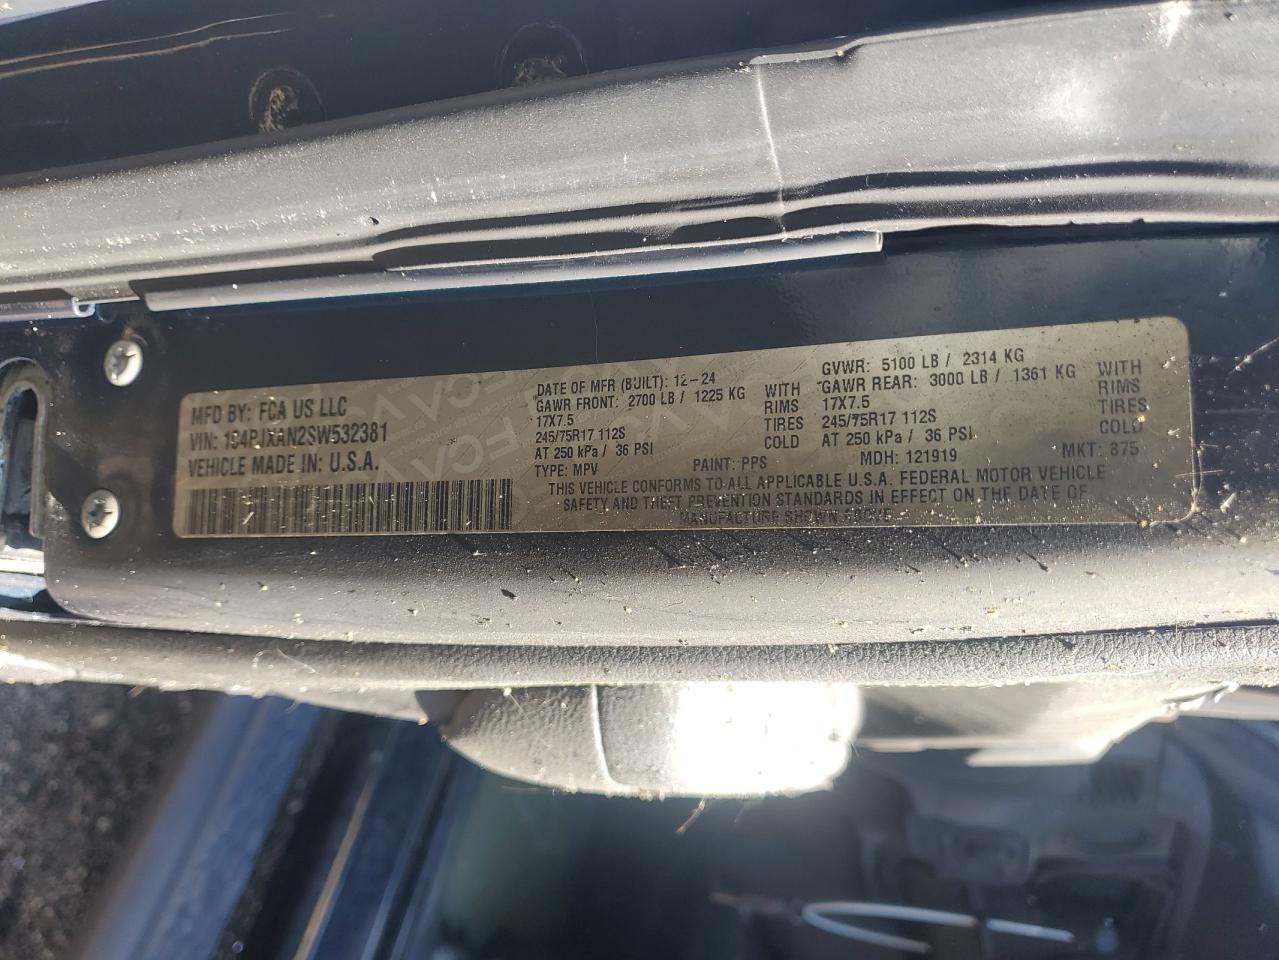 MFD BY: FCA US LLC
VIN: 1C4PJXAN2SW532381
VEHICLE MADE IN: U.S.A.
DATE OF MFR (BUILT): 12-24
GAWR FRONT: 2700 LB / 1225 KG WITH
17X7.5 RIMS
245/75R17 112S TIRES
AT 250 kPa / 36 PSI COLD
GVWR: 5100 LB / 2314 KG
GAWR REAR: 3000 LB / 1361 KG WITH
17X7.5 RIMS
245/75R17 112S TIRES
AT 250 kPa / 36 PSI COLD
TYPE: MPV PAINT: PPS MDH: 121919 MKT: 875
THIS VEHICLE CONFORMS TO ALL APPLICABLE U.S.A. FEDERAL MOTOR VEHICLE
SAFETY AND THEFT PREVENTION STANDARDS IN EFFECT ON THE DATE OF
MANUFACTURE SHOWN ABOVE